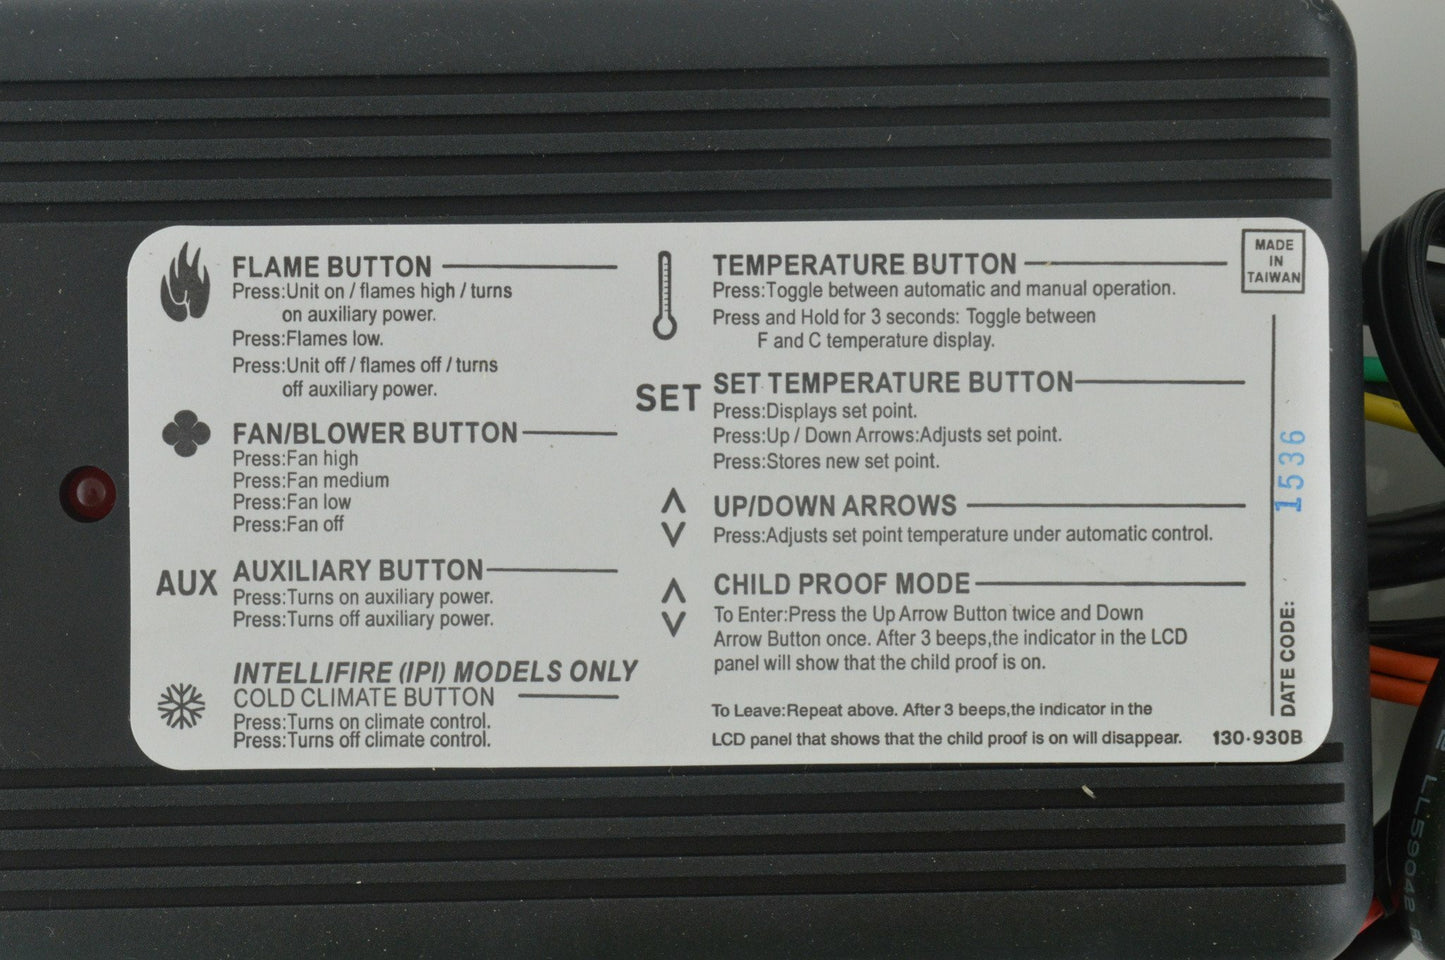 FLAME BUTTON
Press:Unit on / flames high / turns
on auxiliary power.
Press:Flames low.
Press:Unit off / flames off / turns
off auxiliary power.
FAN/BLOWER BUTTON
Press:Fan high
Press:Fan medium
Press:Fan low
Press:Fan off
AUX
AUXILIARY BUTTON
Press:Turns on auxiliary power.
Press:Turns off auxiliary power.
INTELLIFIRE (IPI) MODELS ONLY
COLD CLIMATE BUTTON
Press:Turns on climate control.
Press:Turns off climate control.
TEMPERATURE BUTTON
Press:Toggle between automatic and manual operation.
Press and Hold for 3 seconds: Toggle between
F and C temperature display.
SET
SET TEMPERATURE BUTTON
Press:Displays set point.
Press:Up / Down Arrows:Adjusts set point.
Press:Stores new set point.
UP/DOWN ARROWS
Press:Adjusts set point temperature under automatic control.
CHILD PROOF MODE
To Enter:Press the Up Arrow Button twice and Down
Arrow Button once. After 3 beeps,the indicator in the LCD
panel will show that the child proof is on.
To Leave:Repeat above. After 3 beeps,the indicator in the
LCD panel that shows that the child proof is on will disappear.
130-930B
MADE
IN
TAIWAN
DATE CODE:
1536
LL59042